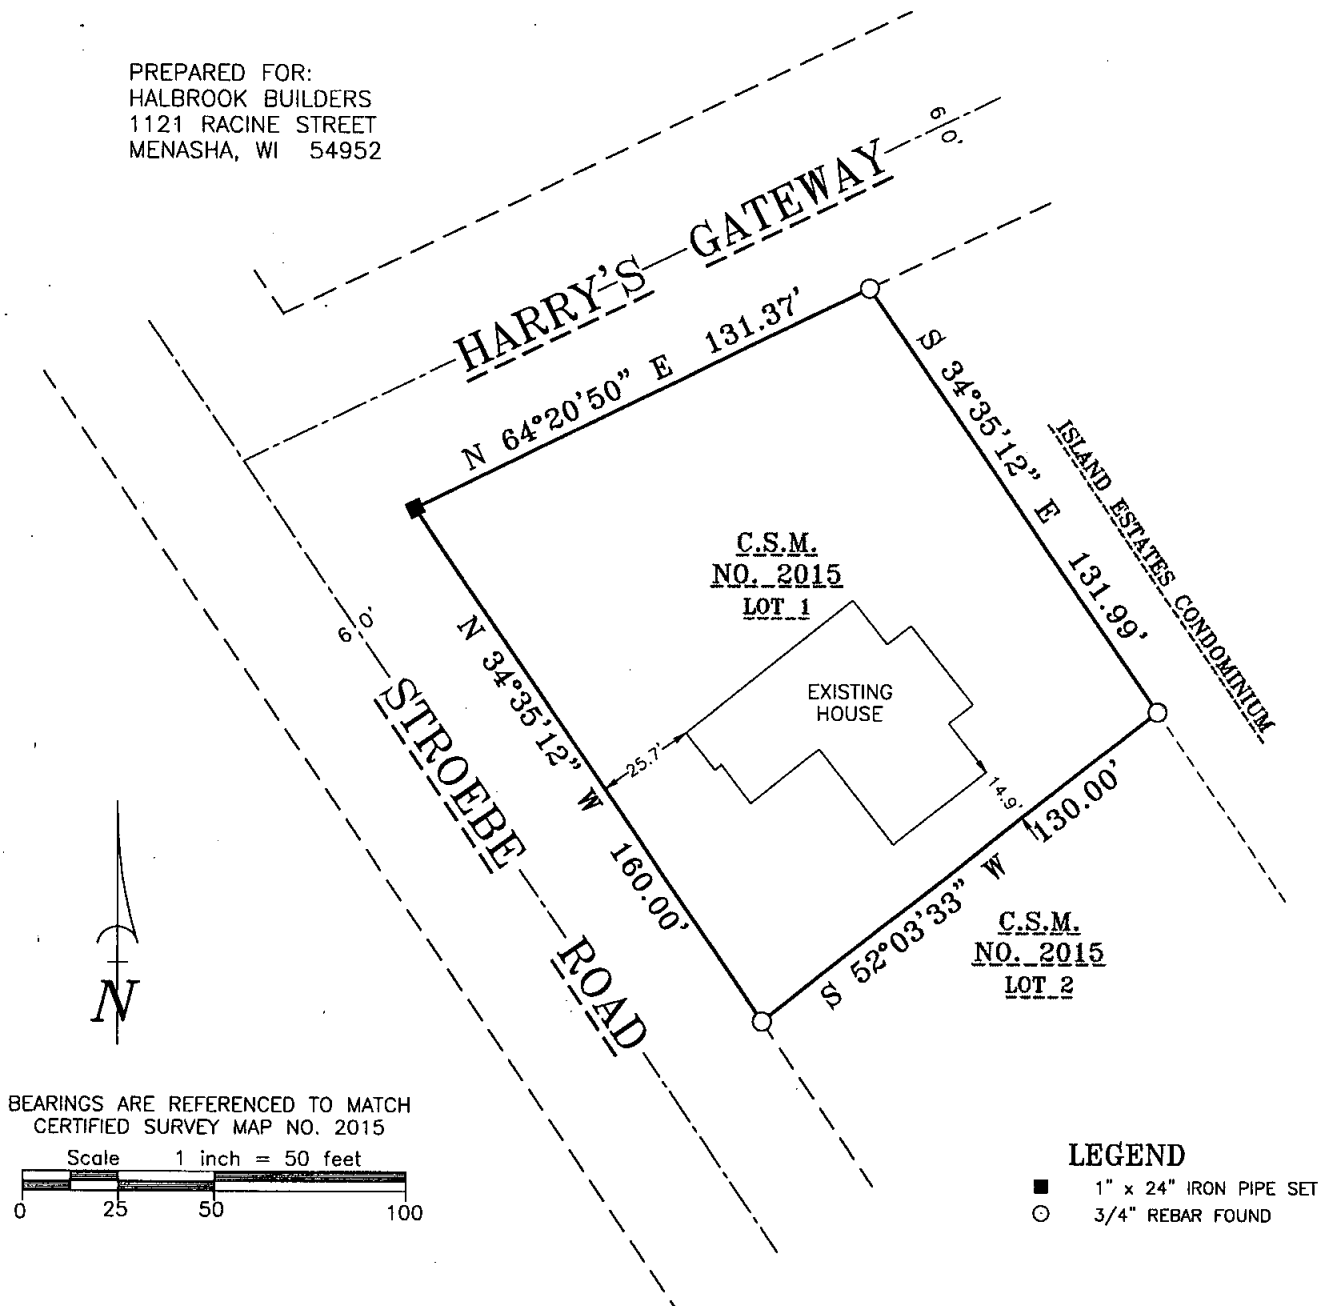 PREPARED FOR:
HALBROOK BUILDERS
1121 RACINE STREET
MENASHA, WI 54952
60'
HARRY'S GATEWAY
N 64°20'50" E 131.37'
S 34°35'12" E 131.99'
ISLAND ESTATES CONDOMINIUM
C.S.M.
NO. 2015
LOT 1
60'
N 34°35'12" W 160.00'
STROEBE ROAD
EXISTING
HOUSE
25.7'
14.9'
S 52°03'33" W 130.00'
C.S.M.
NO. 2015
LOT 2
N
BEARINGS ARE REFERENCED TO MATCH
CERTIFIED SURVEY MAP NO. 2015
Scale 1 inch = 50 feet
0 25 50 100
LEGEND
1" x 24" IRON PIPE SET
3/4" REBAR FOUND